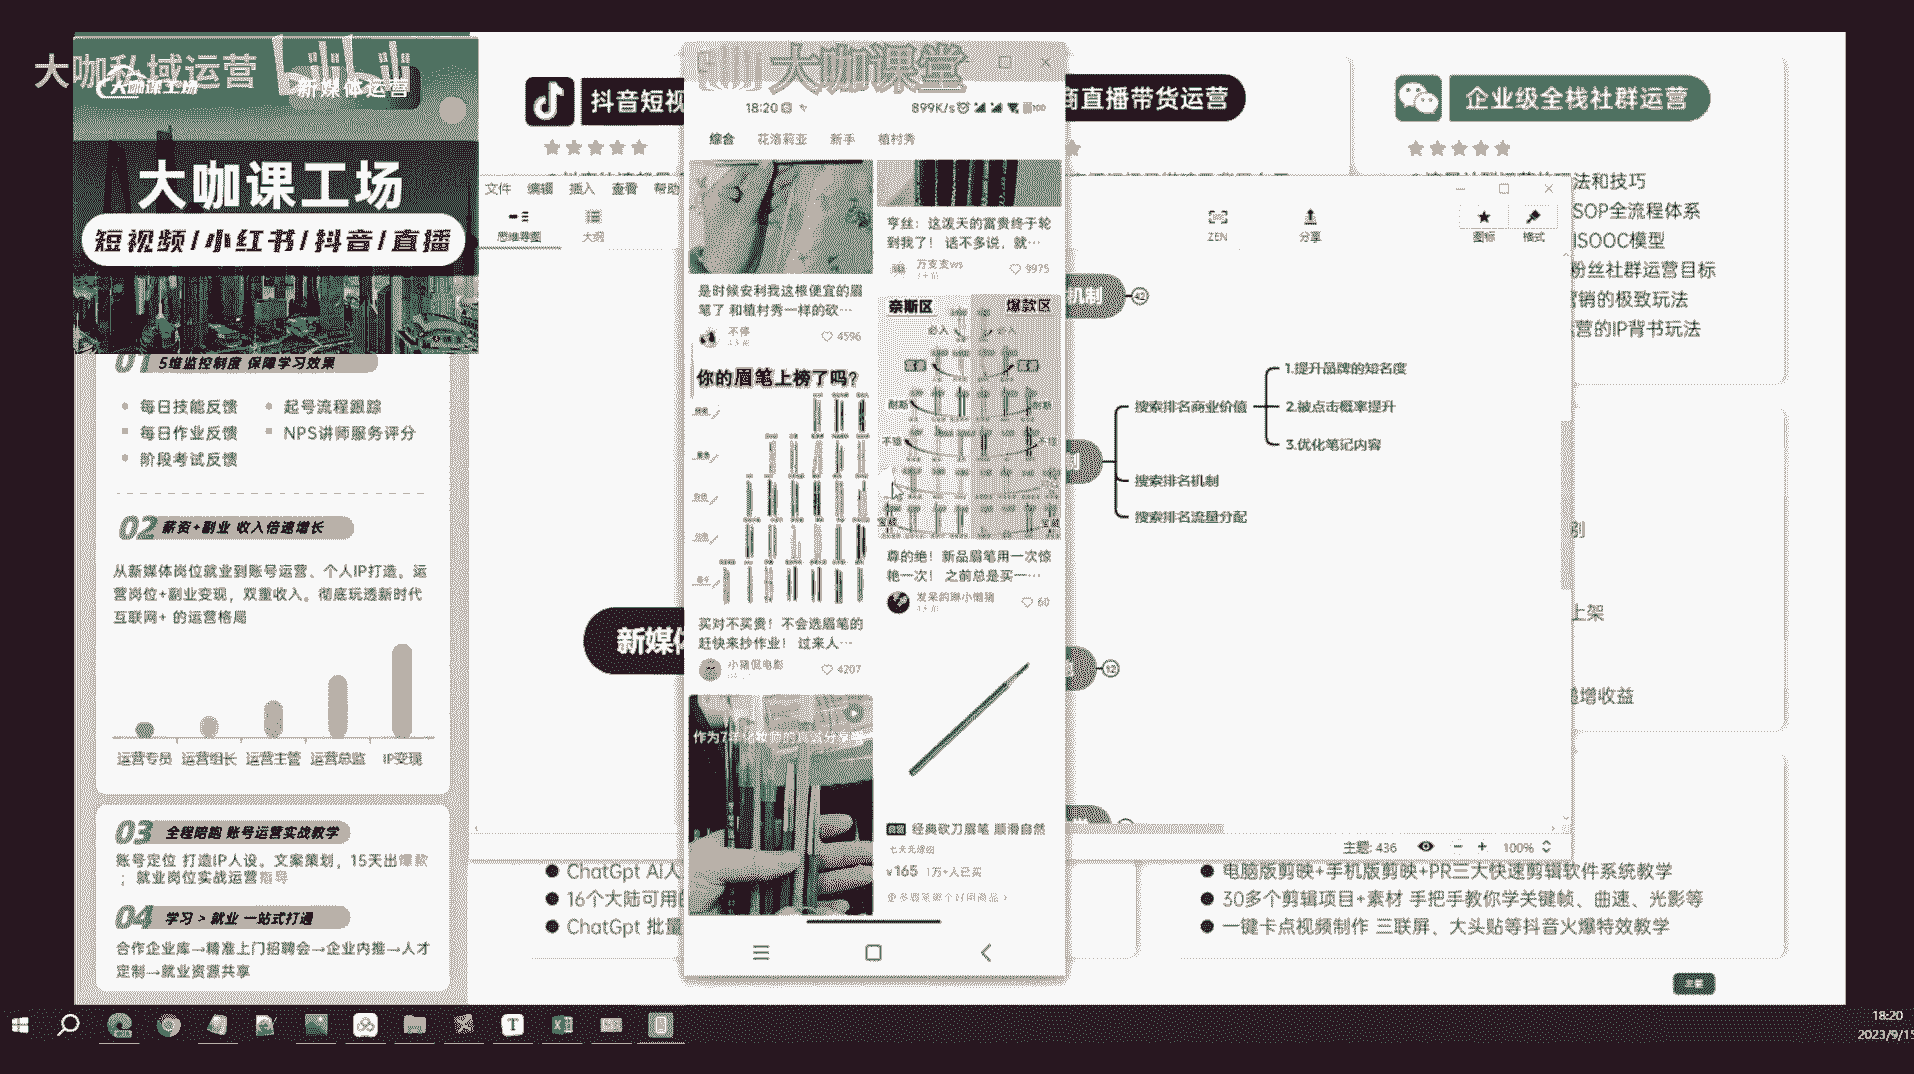 大咖私域运营
大咖课工场
新媒体运营
大咖课工场
短视频/小红书/抖音/直播
01 5维监控制度 保障学习效果
每日技能反馈
起号流程跟踪
每日作业反馈
NPS讲师服务评分
阶段考试反馈
02 薪资+副业 收入倍速增长
从新媒体岗位就业到账号运营、个人IP打造。运
营岗位+副业变现，双重收入。彻底玩透新时代
互联网+ 的运营格局
运营专员 运营组长 运营主管 运营总监 IP变现
03 全程陪跑 账号运营实战教学
账号定位 打造IP人设。文案策划，15天出爆款
；就业岗位实战运营指导
04 学习 > 就业 一站式打通
合作企业库→精准上门招聘会→企业内推→人才
定制→就业资源共享
抖音短视
商直播带货运营
企业级全栈社群运营
法和技巧
SOP全流程体系
ISOOC模型
粉丝社群运营目标
营销的极致玩法
运营的IP背书玩法
文件 编辑 插入 查看 帮助
思维导图
大纲
ZEN
分享
图标
格式
新媒体
机制
42
制
搜索排名商业价值
1.提升品牌的知名度
2.被点击概率提升
3.优化笔记内容
搜索排名机制
搜索排名流量分配
12
别
上架
增收益
主题: 436
100%
ChatGpt AI人
16个大陆可用的
ChatGpt 批量
电脑版剪映+手机版剪映+PR三大快速剪辑软件系统教学
30多个剪辑项目+素材 手把手教你学关键帧、曲速、光影等
一键卡点视频制作 三联屏、大头贴等抖音火爆特效教学
大咖课堂
18:20
899K/s
综合
花洛莉亚
新手
植村秀
是时候安利我这根便宜的眉
笔了 和植村秀一样的砍…
不停
4596
你的眉笔上榜了吗?
买对不买贵！不会选眉笔的
赶快来抄作业！ 过来人…
小猪侃电影
4207
亨丝：这泼天的富贵终于轮
到我了！ 话不多说，就…
万支支ws
9975
奈斯区
爆款区
必入
耐斯
尊的绝！新品眉笔用一次惊
艳一次！ 之前总是买一…
发呆的琳小懒猪
60
经典砍刀眉笔 顺滑自然
七天无理由
¥165 1万+人已买
18:20
2023/9/15